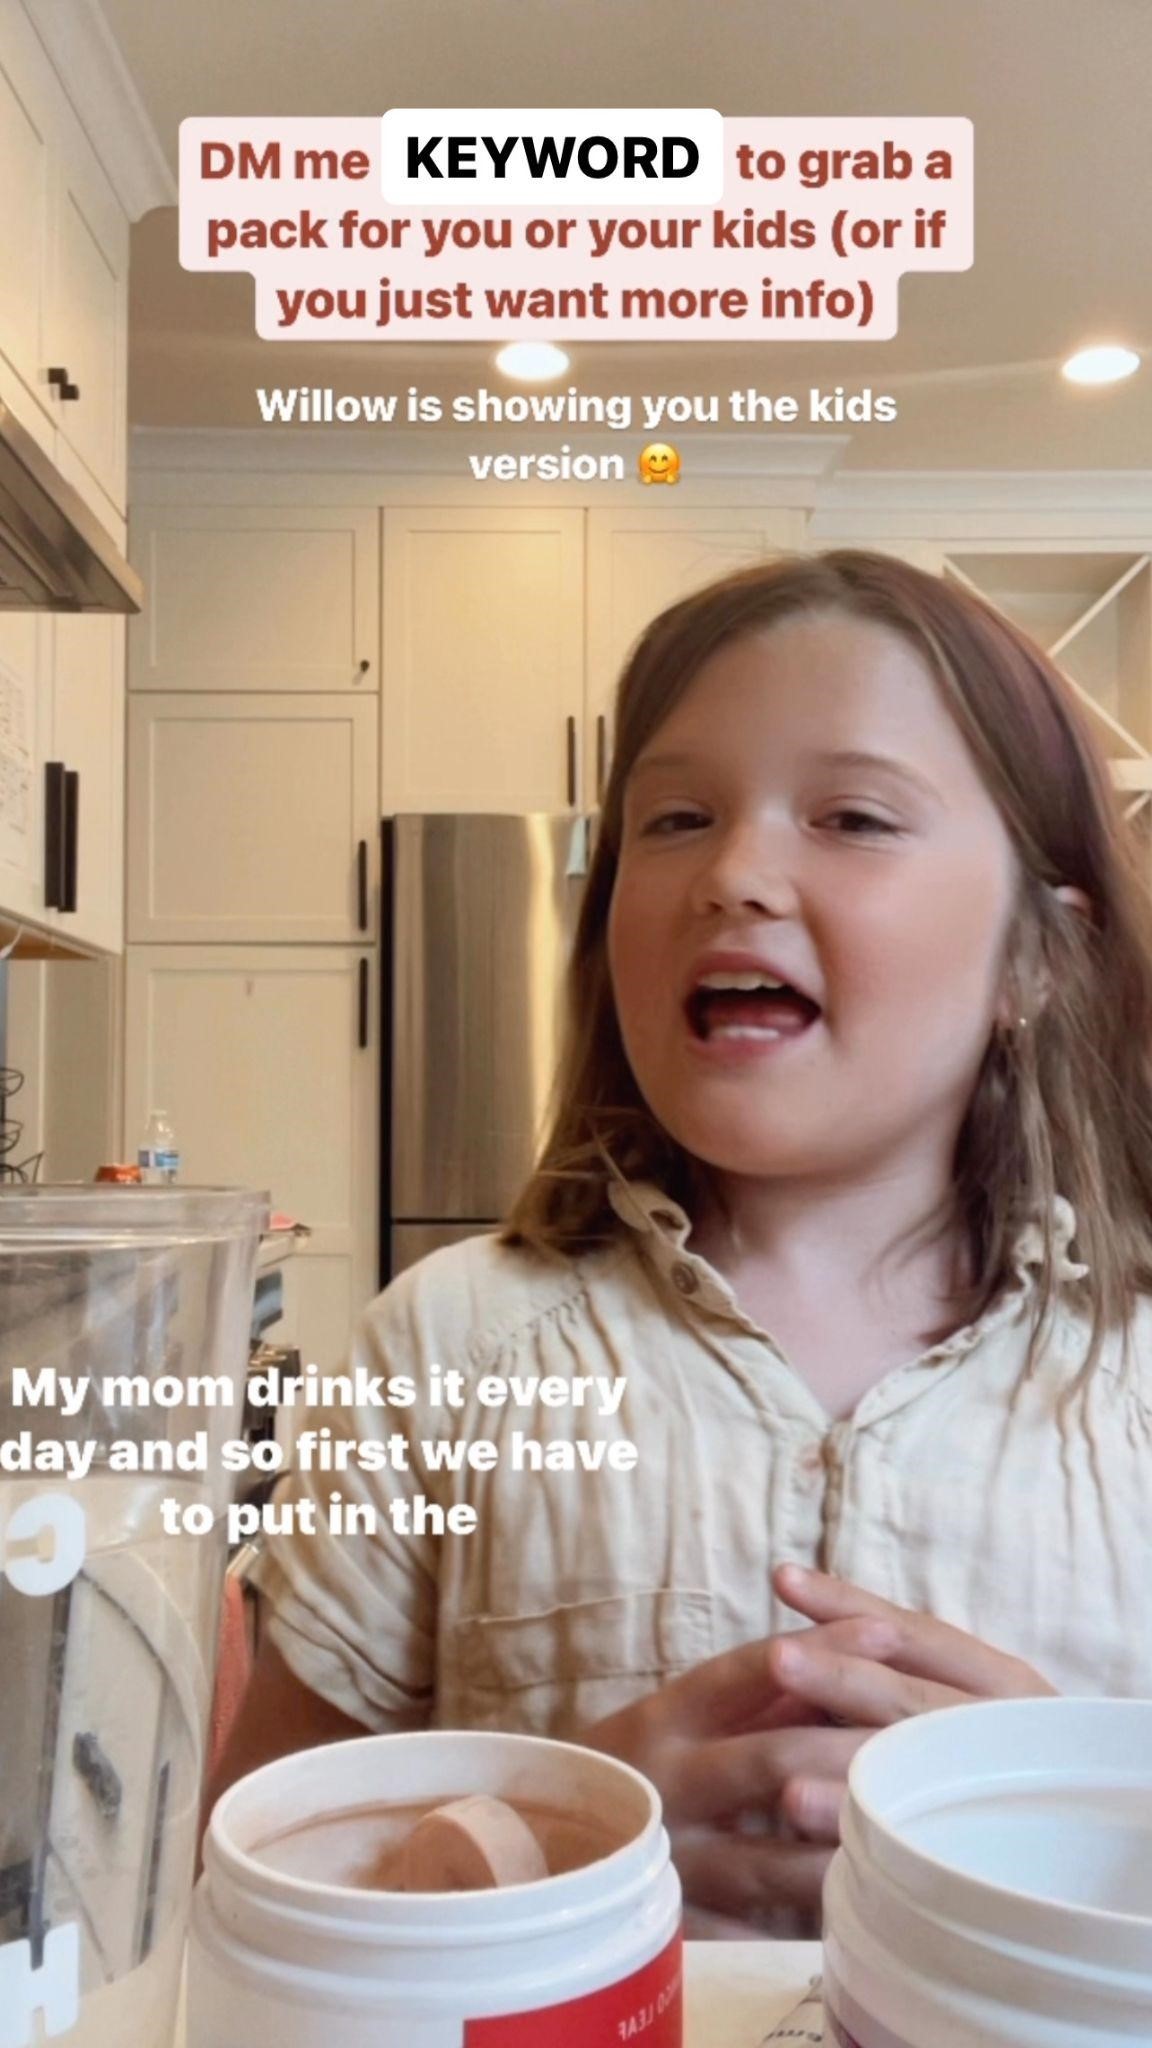 DM me KEYWORD to grab a
pack for you or your kids (or if
you just want more info)
Willow is showing you the kids
version 🤗
My mom drinks it every
day and so first we have
to put in the
C
H
LEAF